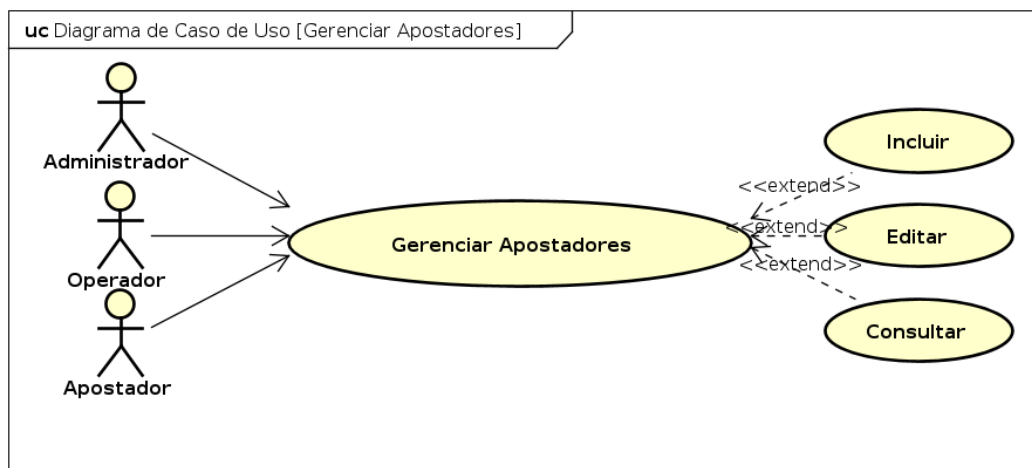 uc Diagrama de Caso de Uso [Gerenciar Apostadores]
Administrador
Operador
Apostador
Gerenciar Apostadores
<<extend>>
<<extend>>
<<extend>>
Incluir
Editar
Consultar